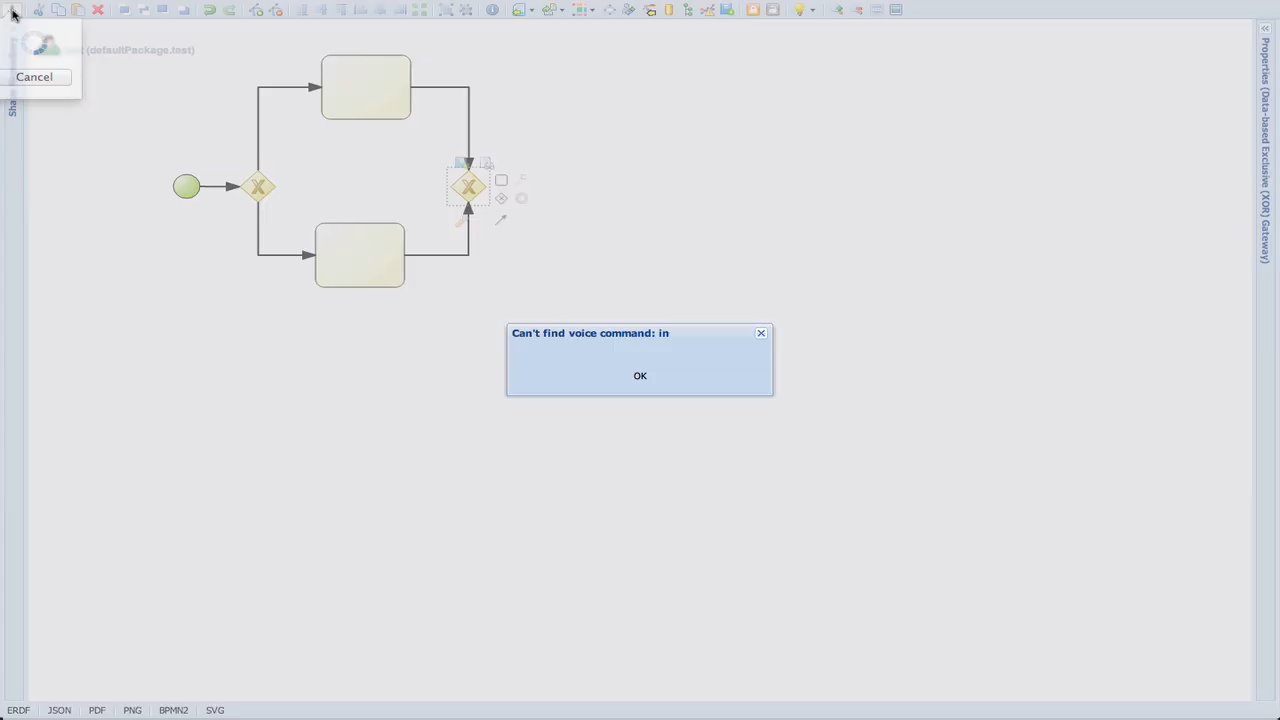 (defaultPackage.test)
Cancel
Sha
Properties (Data-based Exclusive (XOR) Gateway)
X
X
Can't find voice command: in
OK
ERDF JSON PDF PNG BPMN2 SVG